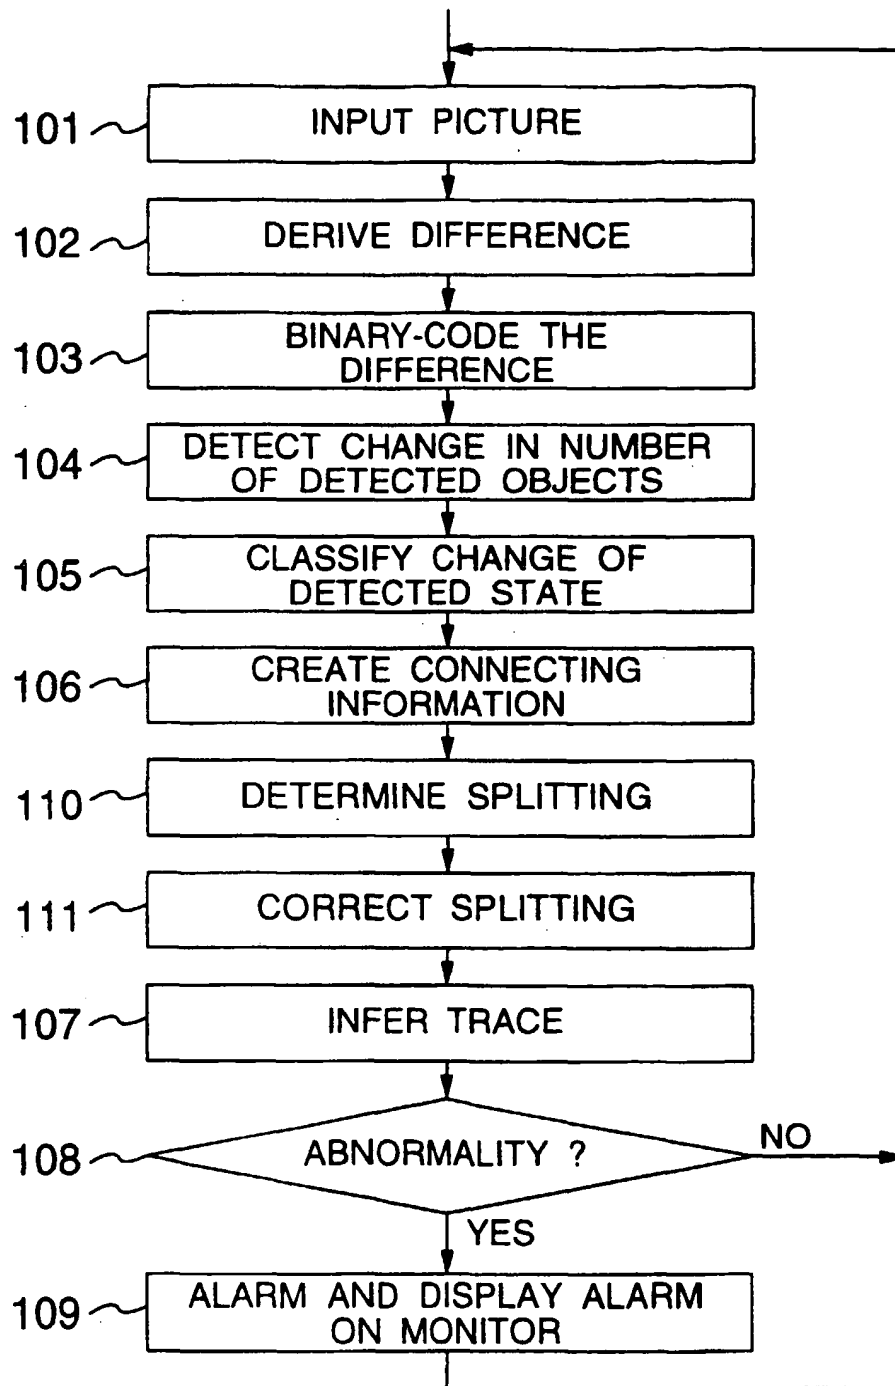 101
INPUT PICTURE
102
DERIVE DIFFERENCE
103
BINARY-CODE THE
DIFFERENCE
104
DETECT CHANGE IN NUMBER
OF DETECTED OBJECTS
105
CLASSIFY CHANGE OF
DETECTED STATE
106
CREATE CONNECTING
INFORMATION
110
DETERMINE SPLITTING
111
CORRECT SPLITTING
107
INFER TRACE
108
ABNORMALITY ?
NO
YES
109
ALARM AND DISPLAY ALARM
ON MONITOR